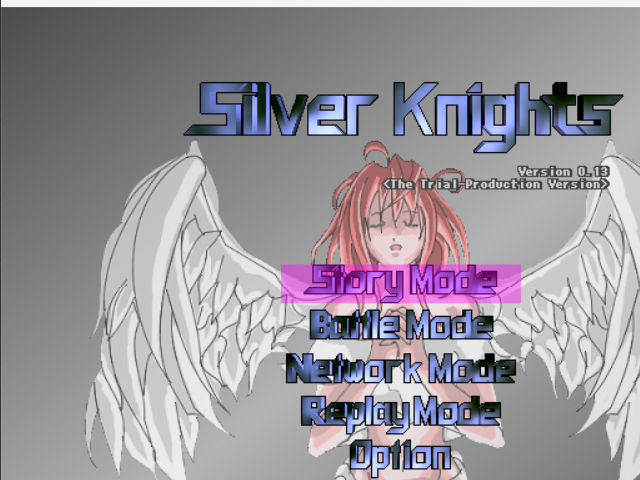 Silver Knights
Version 0.13
<The Trial-Production Version>
Story Mode
Battle Mode
Network Mode
Replay Mode
Option